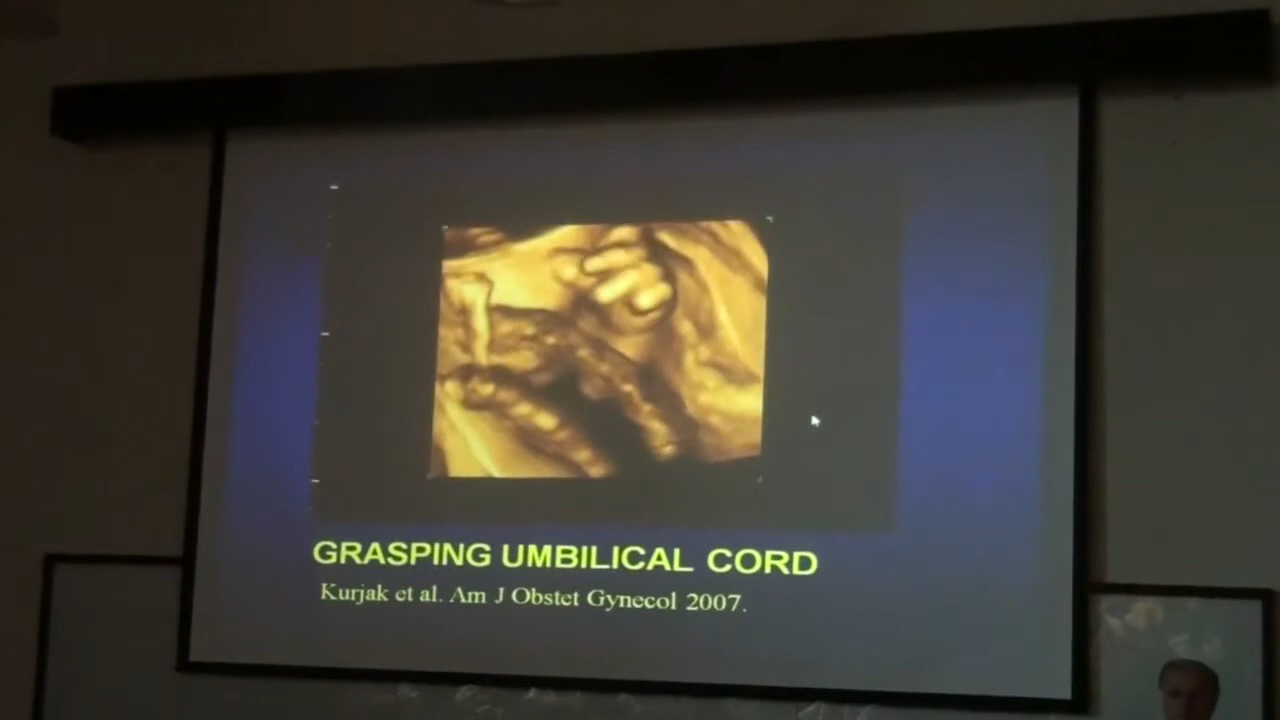 GRASPING UMBILICAL CORD
Kurjak et al. Am J Obstet Gynecol 2007.